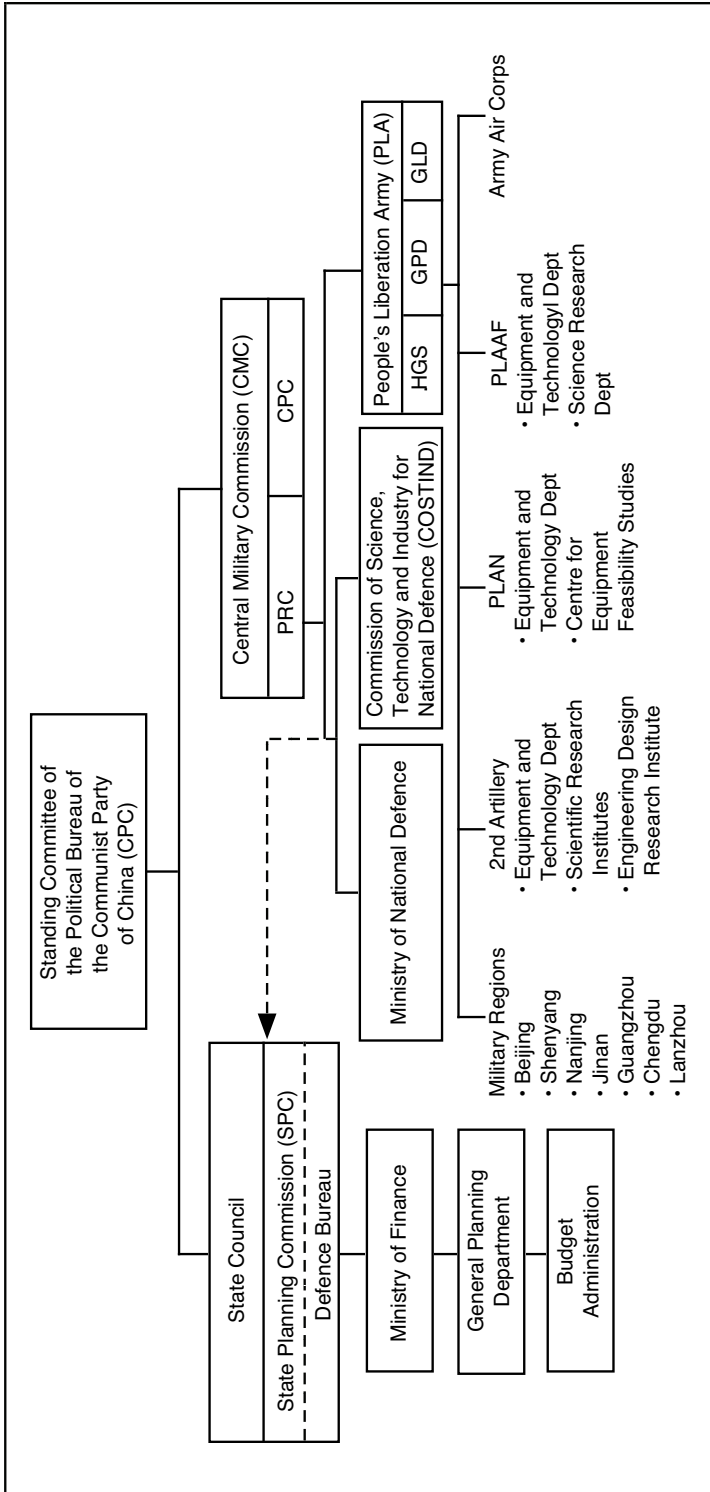 Standing Committee of
the Political Bureau of
the Communist Party
of China (CPC)
State Council
State Planning Commission (SPC)
Defence Bureau
Ministry of Finance
General Planning
Department
Budget
Administration
Central Military Commission (CMC)
PRC
CPC
Ministry of National Defence
Commission of Science,
Technology and Industry for
National Defence (COSTIND)
People's Liberation Army (PLA)
HGS
GPD
GLD
Military Regions
• Beijing
• Shenyang
• Nanjing
• Jinan
• Guangzhou
• Chengdu
• Lanzhou
2nd Artillery
• Equipment and
Technology Dept
• Scientific Research
Institutes
• Engineering Design
Research Institute
PLAN
• Equipment and
Technology Dept
• Centre for
Equipment
Feasibility Studies
PLAAF
• Equipment and
Technologyl Dept
• Science Research
Dept
Army Air Corps